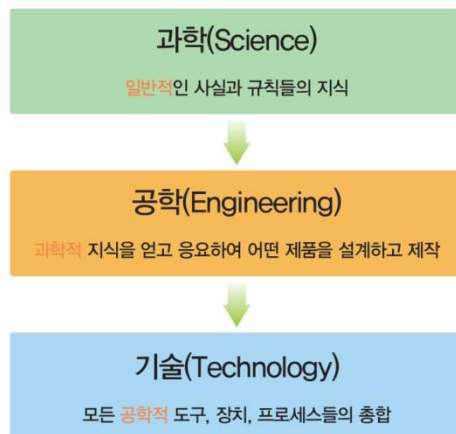 과학(Science)
일반적인 사실과 규칙들의 지식
공학(Engineering)
과학적 지식을 얻고 응요하여 어떤 제품을 설계하고 제작
기술(Technology)
모든 공학적 도구, 장치, 프로세스들의 총합